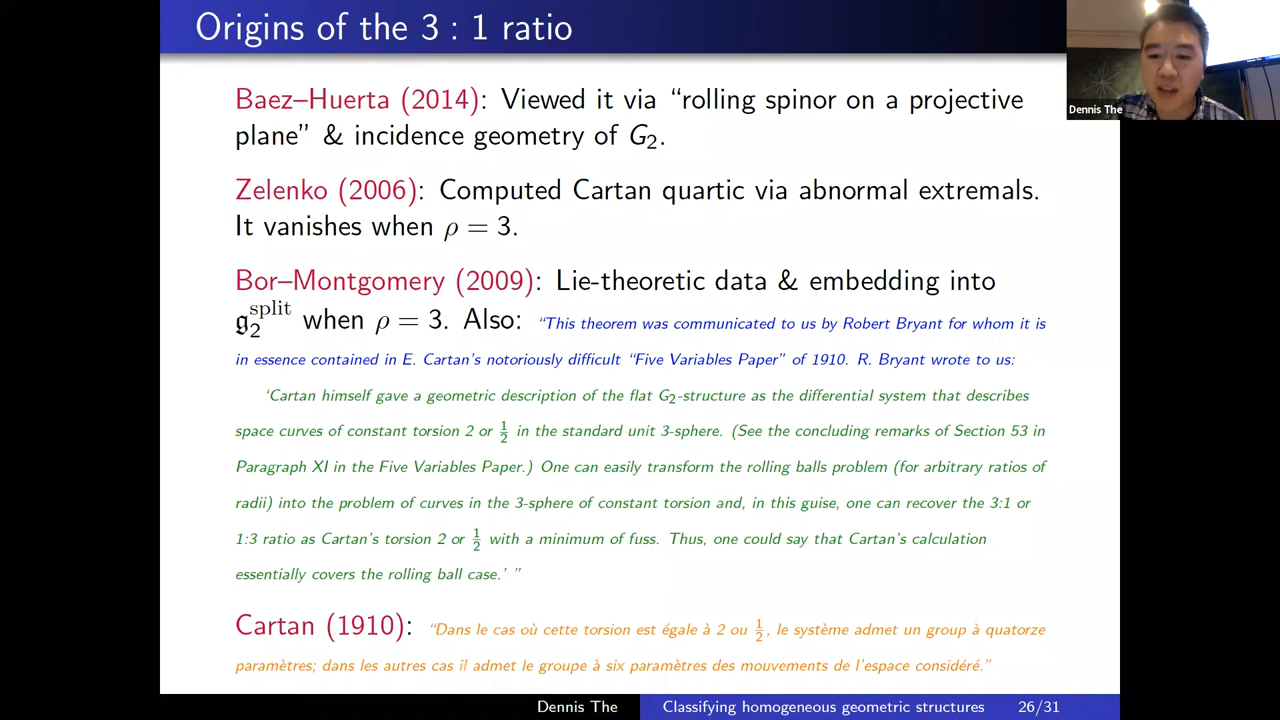 Origins of the 3 : 1 ratio
Dennis The
Baez–Huerta (2014): Viewed it via “rolling spinor on a projective
plane” & incidence geometry of G₂.
Zelenko (2006): Computed Cartan quartic via abnormal extremals.
It vanishes when ρ = 3.
Bor–Montgomery (2009): Lie-theoretic data & embedding into
𝔤₂^split when ρ = 3. Also: “This theorem was communicated to us by Robert Bryant for whom it is
in essence contained in E. Cartan's notoriously difficult “Five Variables Paper” of 1910. R. Bryant wrote to us:
‘Cartan himself gave a geometric description of the flat G₂-structure as the differential system that describes
space curves of constant torsion 2 or 1/2 in the standard unit 3-sphere. (See the concluding remarks of Section 53 in
Paragraph XI in the Five Variables Paper.) One can easily transform the rolling balls problem (for arbitrary ratios of
radii) into the problem of curves in the 3-sphere of constant torsion and, in this guise, one can recover the 3:1 or
1:3 ratio as Cartan's torsion 2 or 1/2 with a minimum of fuss. Thus, one could say that Cartan's calculation
essentially covers the rolling ball case.’ ”
Cartan (1910): “Dans le cas où cette torsion est égale à 2 ou 1/2, le système admet un group à quatorze
paramètres; dans les autres cas il admet le groupe à six paramètres des mouvements de l'espace considéré.”
Dennis The Classifying homogeneous geometric structures 26/31